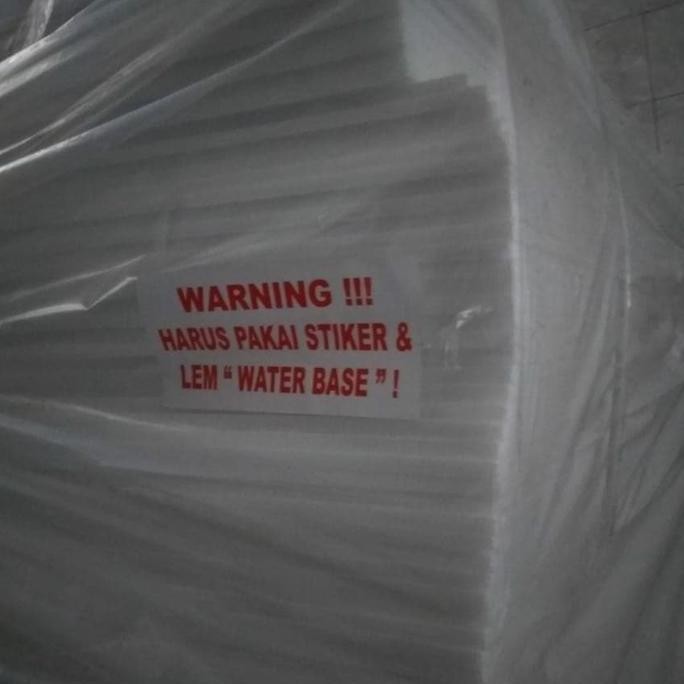 WARNING !!!
HARUS PAKAI STIKER &
LEM “ WATER BASE ” !